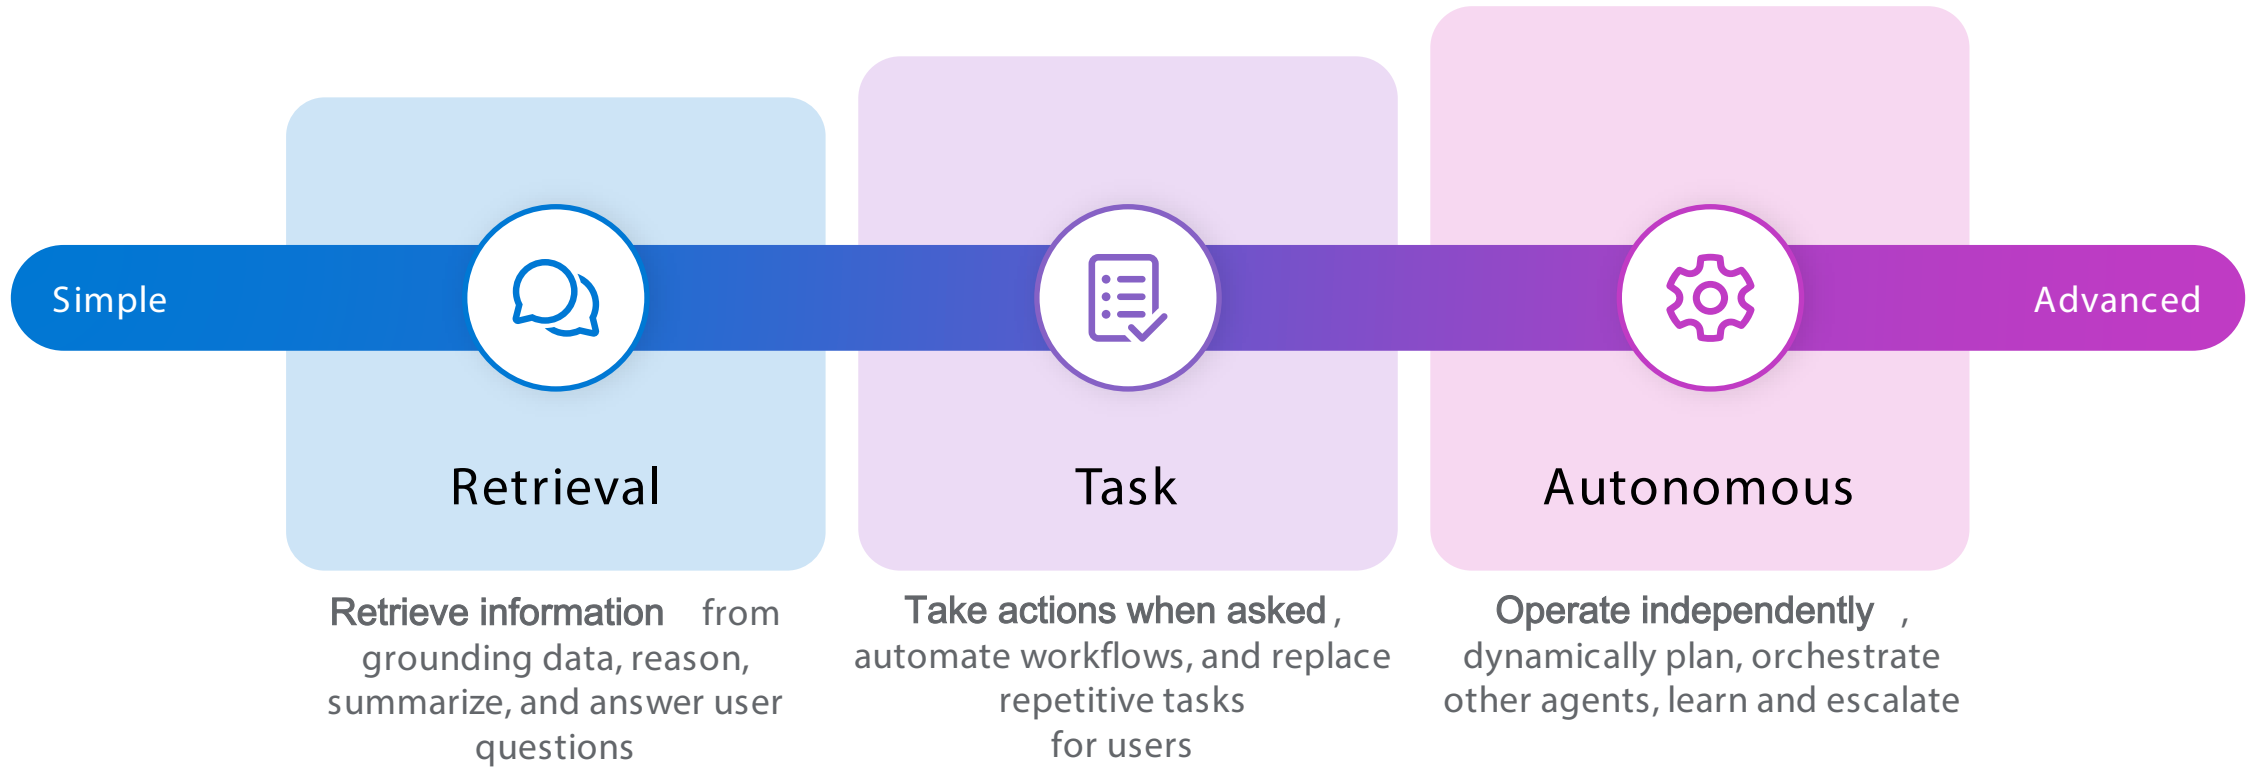 Simple
Advanced
Retrieval
Retrieve information from
grounding data, reason,
summarize, and answer user
questions
Task
Take actions when asked,
automate workflows, and replace
repetitive tasks
for users
Autonomous
Operate independently ,
dynamically plan, orchestrate
other agents, learn and escalate